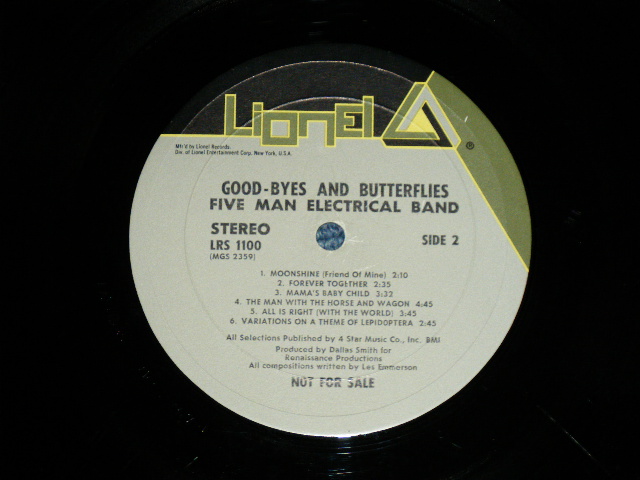 Lionel
®
Mfr'd by Lionel Records.
Div. of Lionel Entertainment Corp. New York, U.S.A.
GOOD-BYES AND BUTTERFLIES
FIVE MAN ELECTRICAL BAND
STEREO
LRS 1100
(MGS 2359)
SIDE 2
1. MOONSHINE (Friend Of Mine) 2:10
2. FOREVER TOGETHER 2:35
3. MAMA'S BABY CHILD 3:32
4. THE MAN WITH THE HORSE AND WAGON 4:45
5. ALL IS RIGHT (WITH THE WORLD) 3:45
6. VARIATIONS ON A THEME OF LEPIDOPTERA 2:45
All Selections Published by 4 Star Music Co., Inc. BMI
Produced by Dallas Smith for
Renaissance Productions
All compositions written by Les Emmerson
NOT FOR SALE